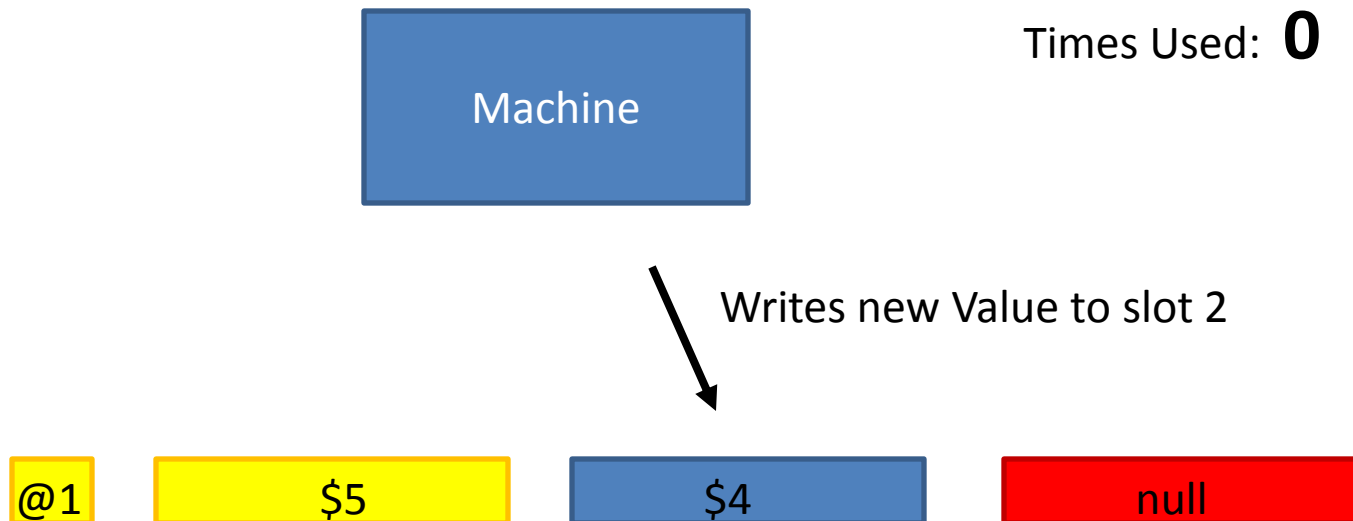 Times Used: 0
Machine
Writes new Value to slot 2
@1 $5 $4 null